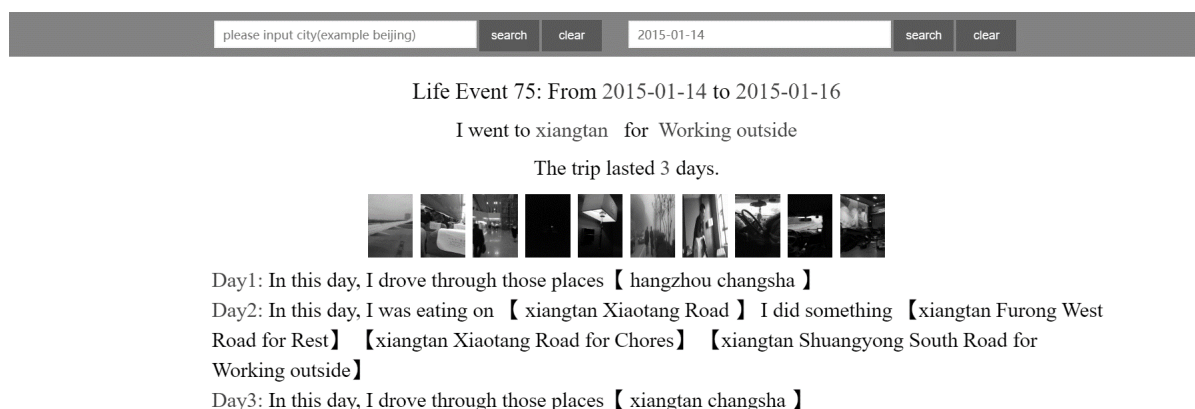 please input city(example beijing) search clear 2015-01-14 search clear
Life Event 75: From 2015-01-14 to 2015-01-16
I went to xiangtan for Working outside
The trip lasted 3 days.
Day1: In this day, I drove through those places【 hangzhou changsha 】
Day2: In this day, I was eating on 【 xiangtan Xiaotang Road 】 I did something 【xiangtan Furong West
Road for Rest】 【xiangtan Xiaotang Road for Chores】 【xiangtan Shuangyong South Road for
Working outside】
Day3: In this day, I drove through those places【 xiangtan changsha 】